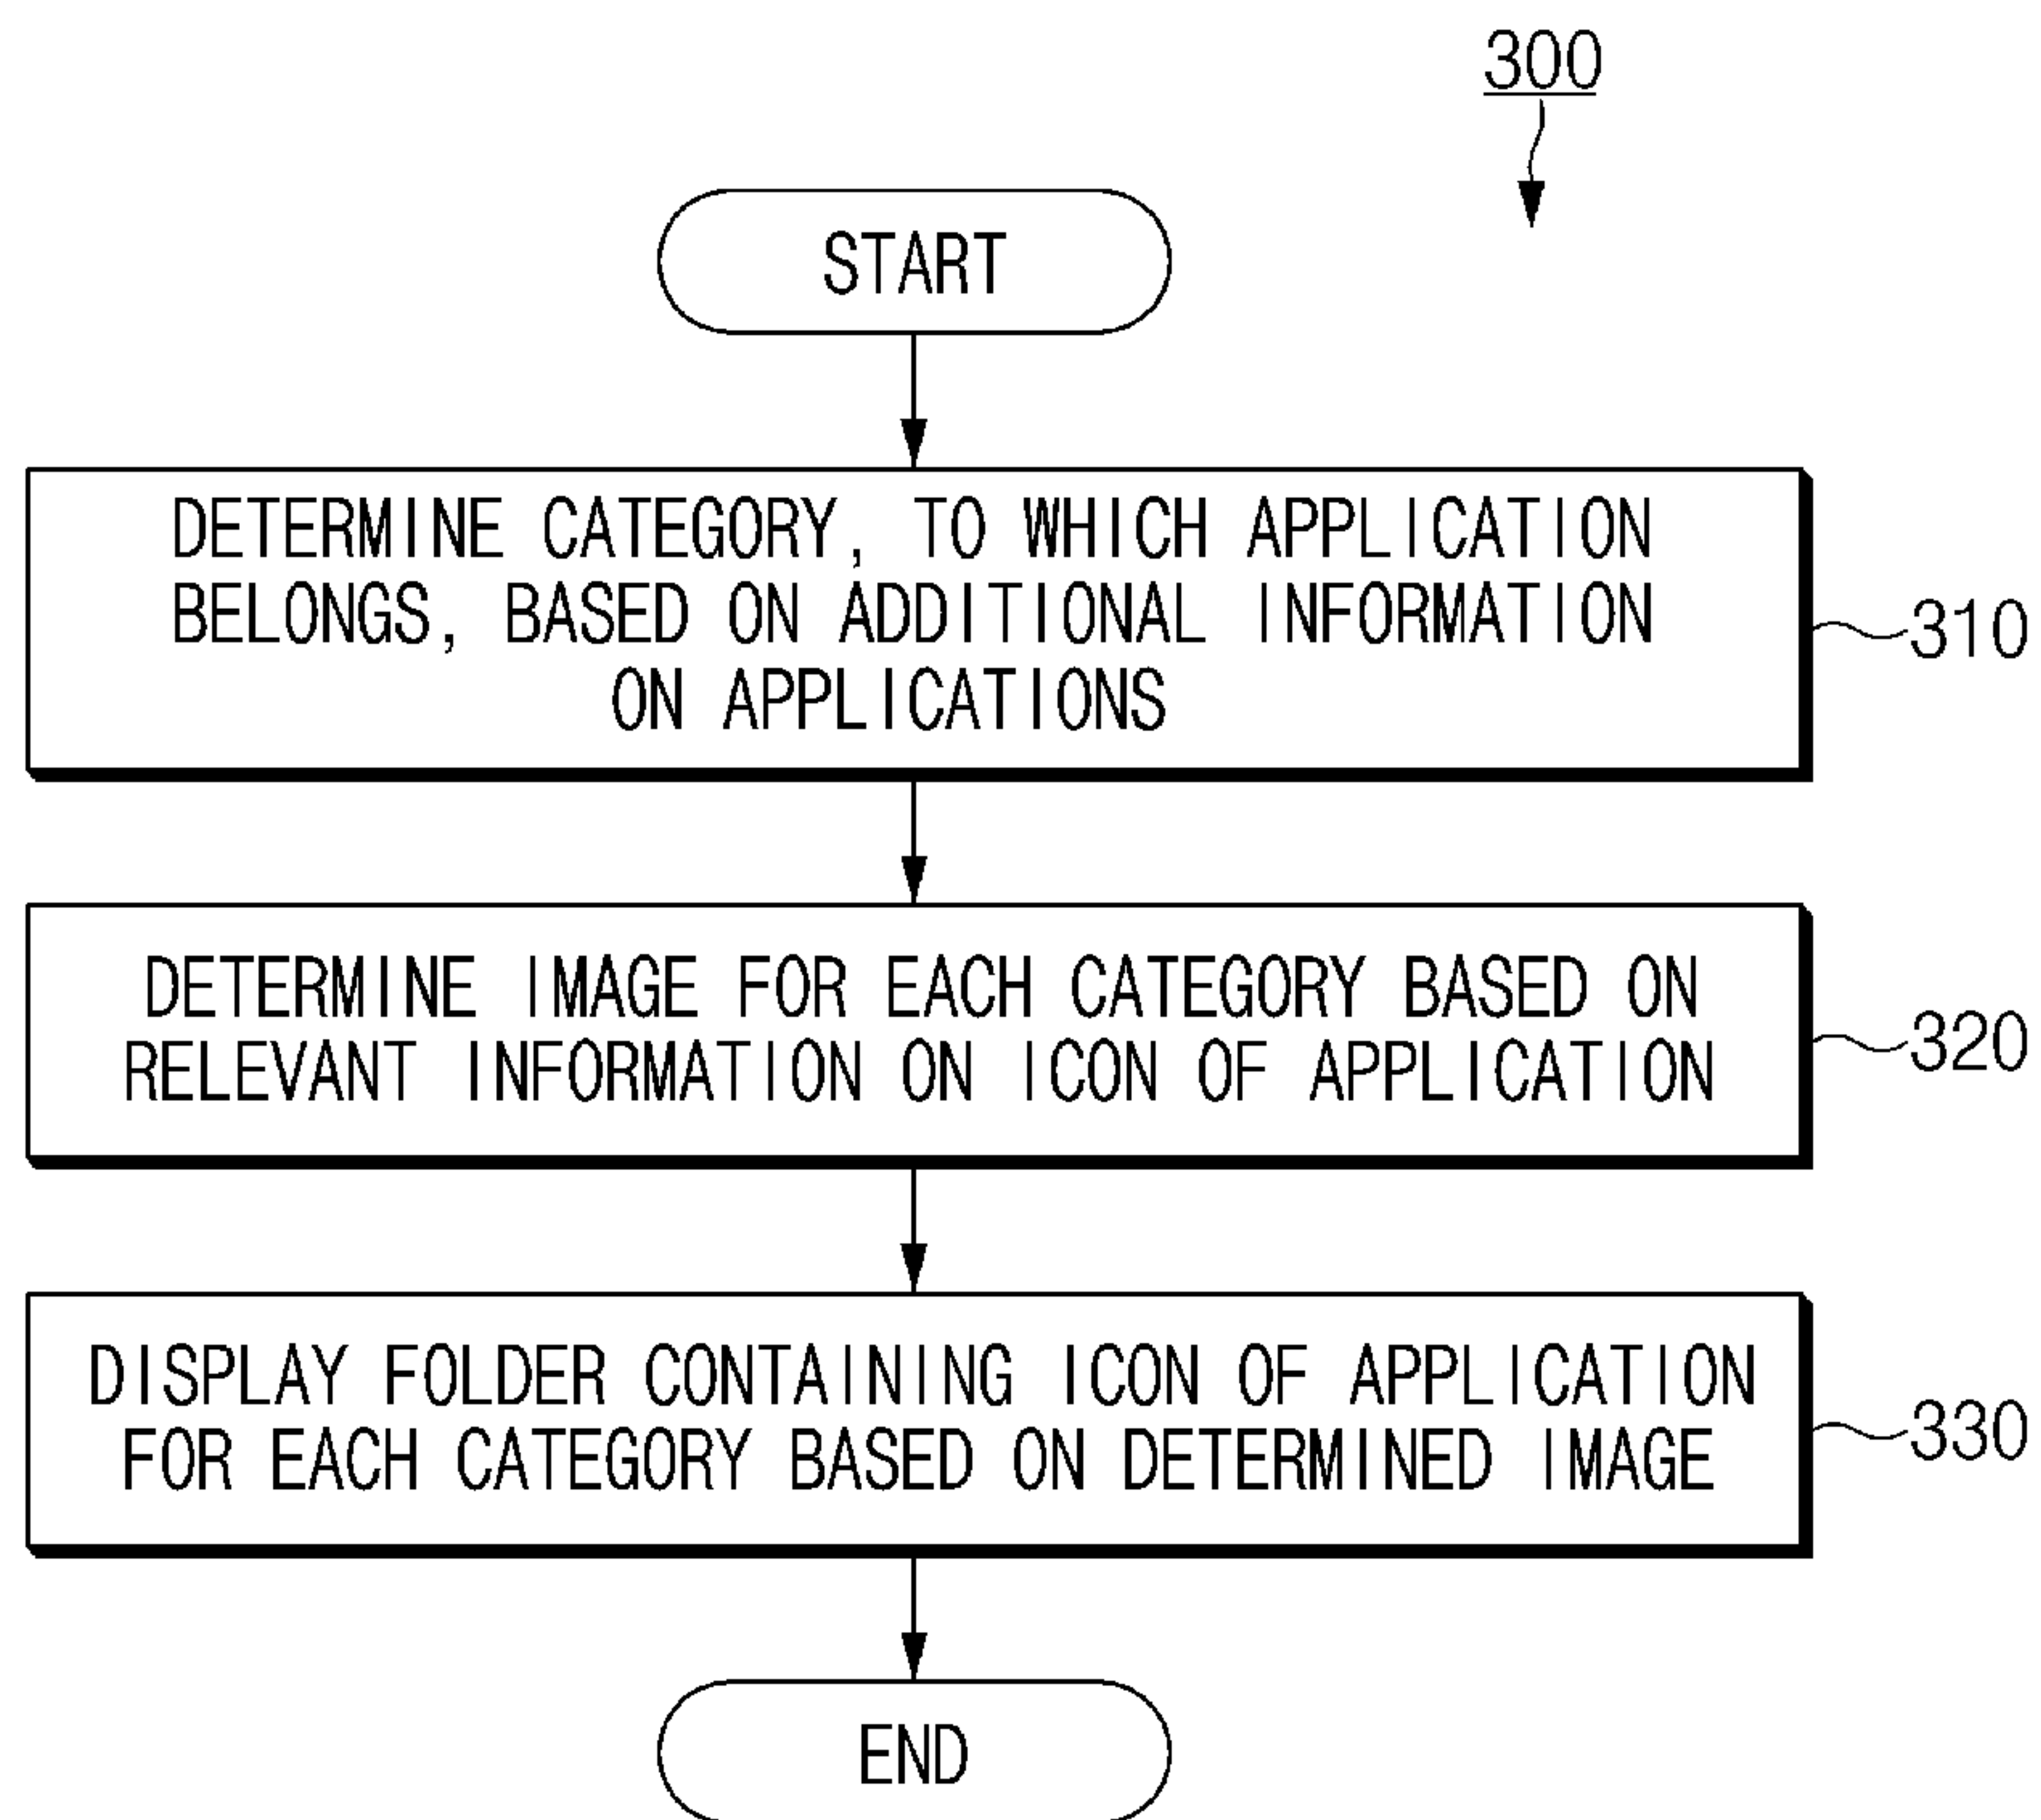 300
START
DETERMINE CATEGORY, TO WHICH APPLICATION
BELONGS, BASED ON ADDITIONAL INFORMATION
ON APPLICATIONS
310
DETERMINE IMAGE FOR EACH CATEGORY BASED ON
RELEVANT INFORMATION ON ICON OF APPLICATION
320
DISPLAY FOLDER CONTAINING ICON OF APPLICATION
FOR EACH CATEGORY BASED ON DETERMINED IMAGE
330
END